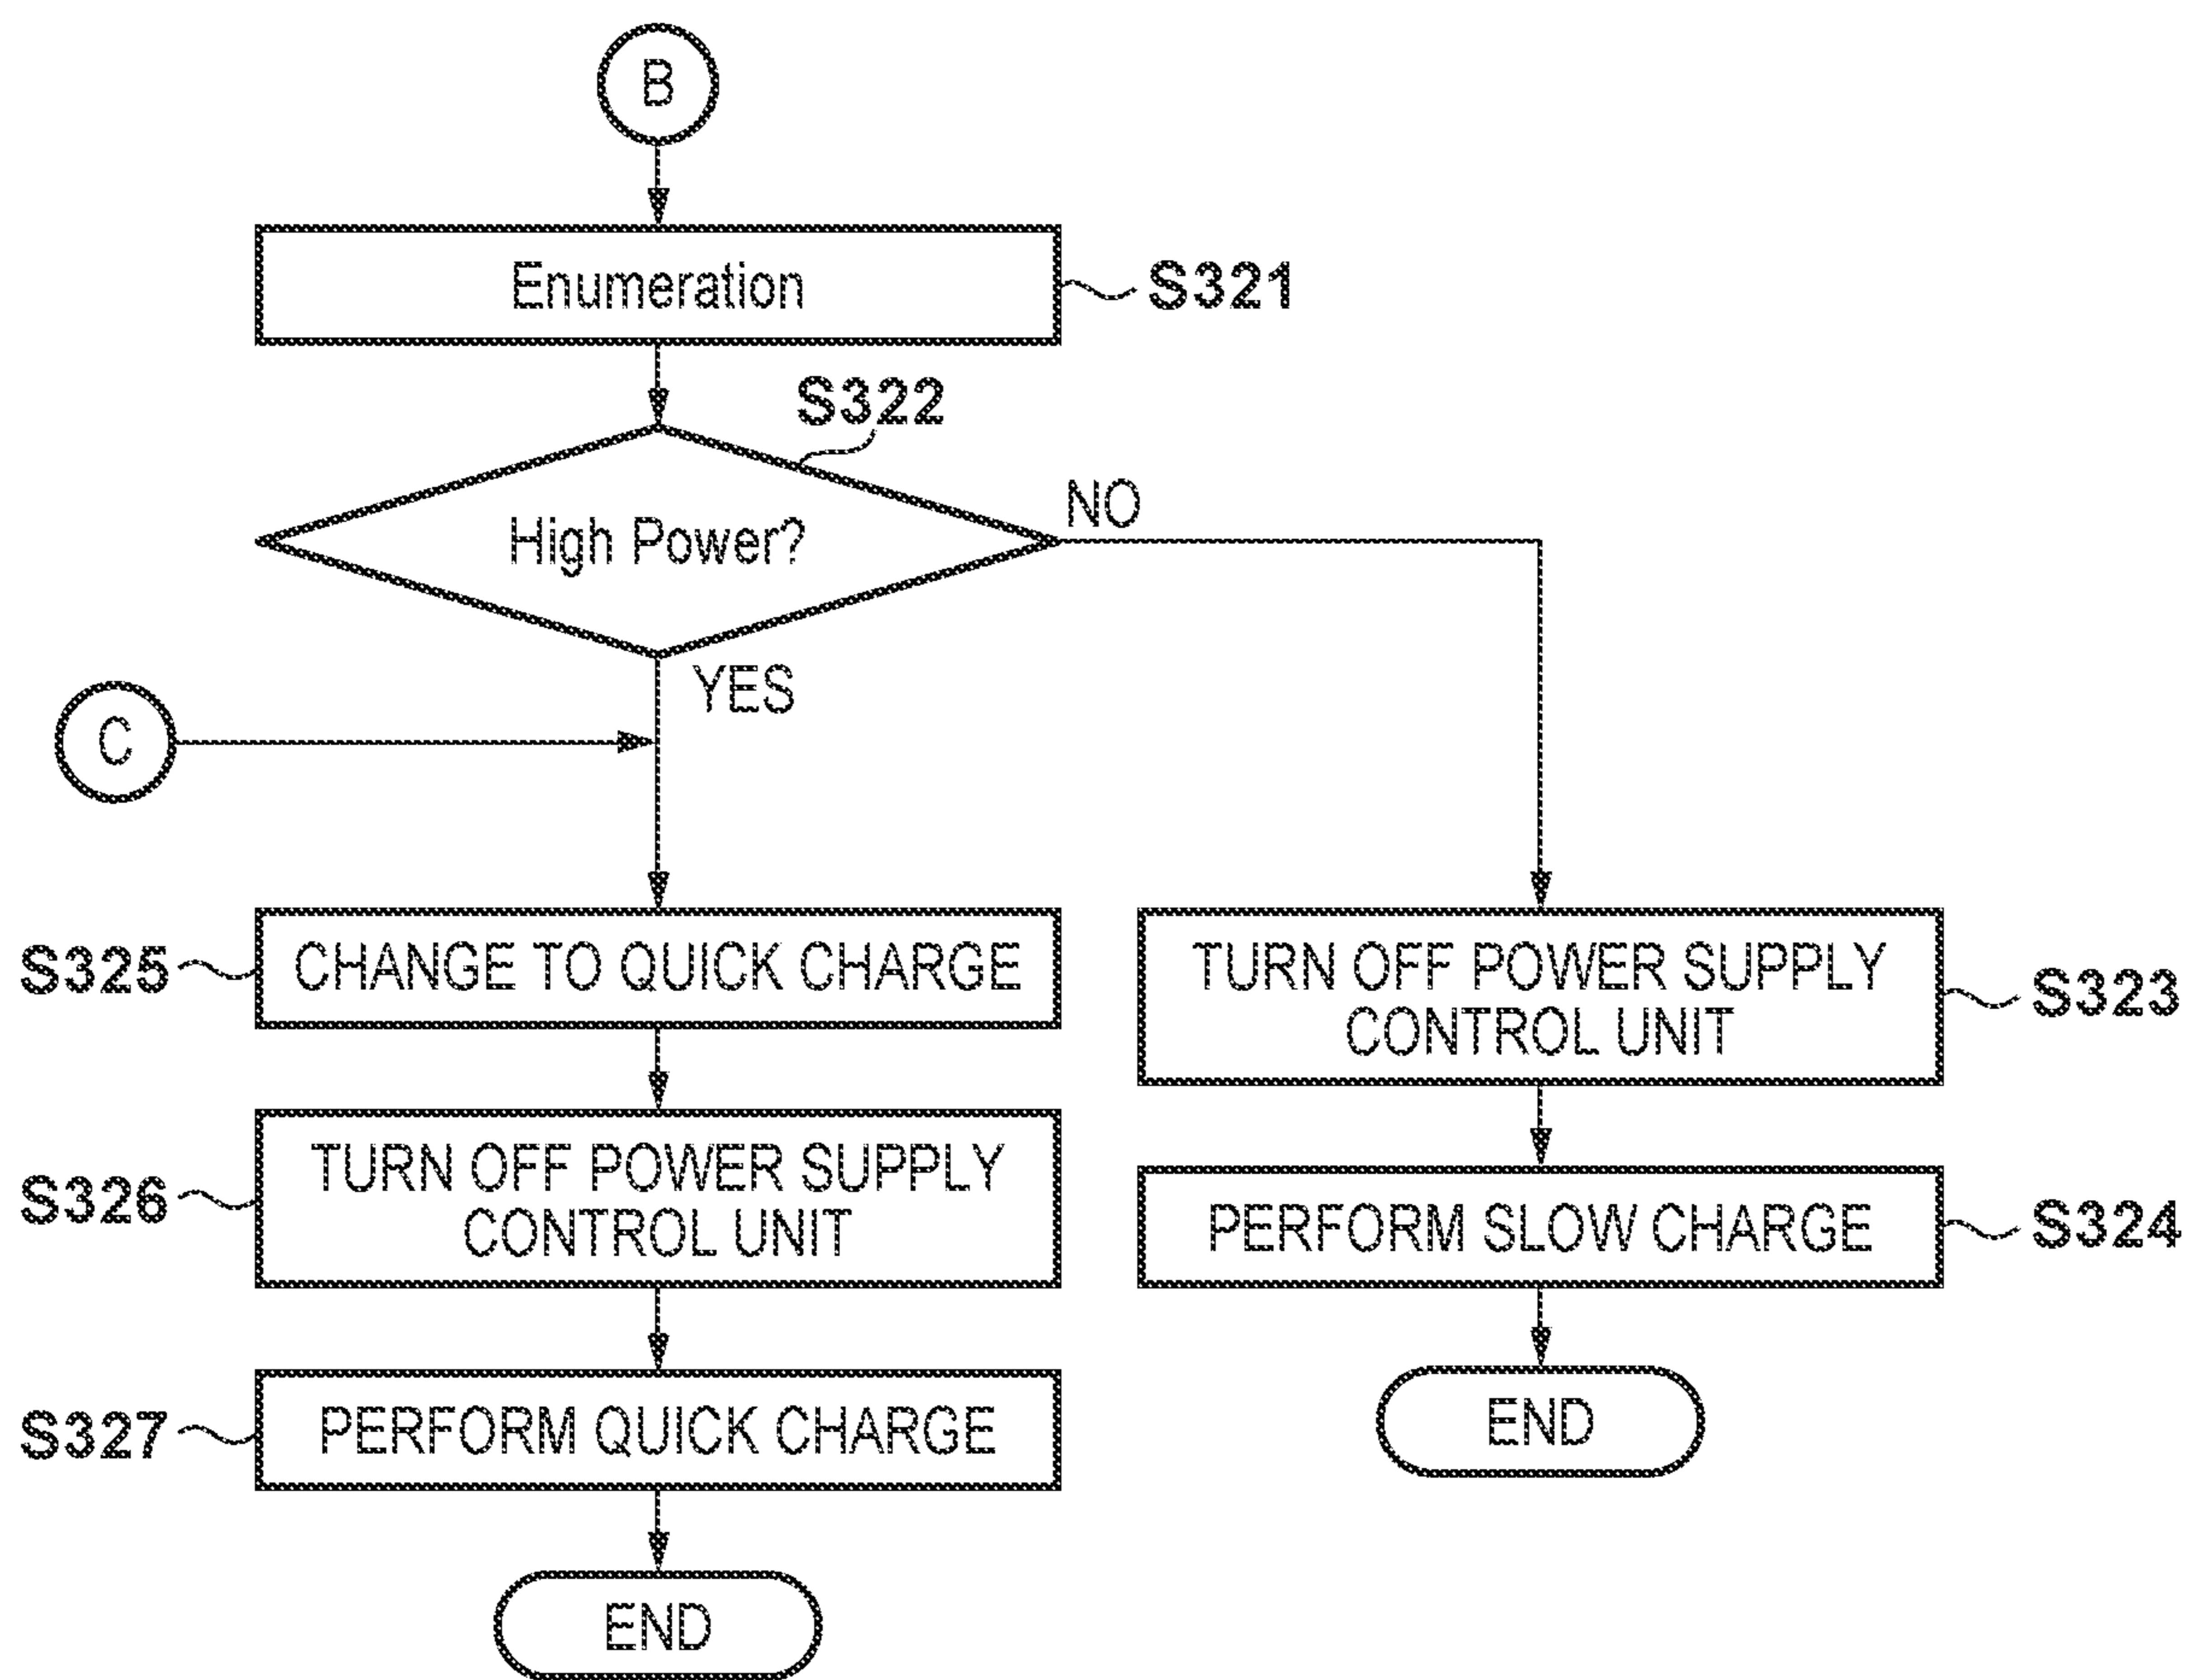 B
Enumeration
S321
S322
High Power?
NO
YES
C
S325
CHANGE TO QUICK CHARGE
TURN OFF POWER SUPPLY
CONTROL UNIT
S323
S326
TURN OFF POWER SUPPLY
CONTROL UNIT
PERFORM SLOW CHARGE
S324
S327
PERFORM QUICK CHARGE
END
END